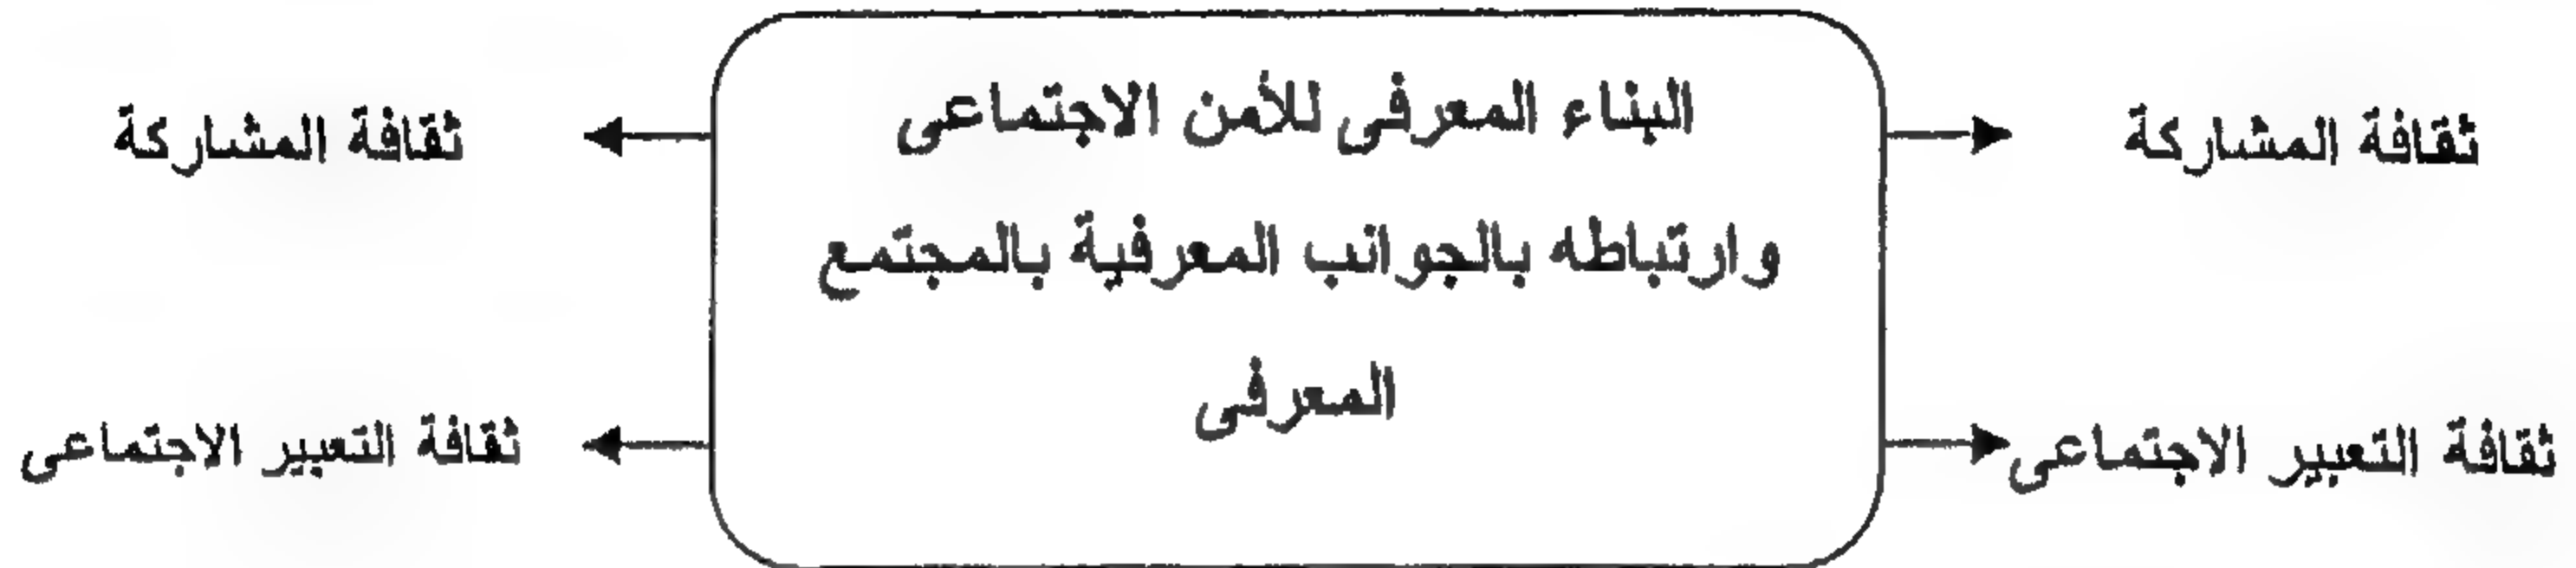 البناء المعرفى للأمن الاجتماعى
وارتباطه بالجوانب المعرفية بالمجتمع
المعرفى
ثقافة المشاركة
ثقافة التعبير الاجتماعى
ثقافة المشاركة
ثقافة التعبير الاجتماعى